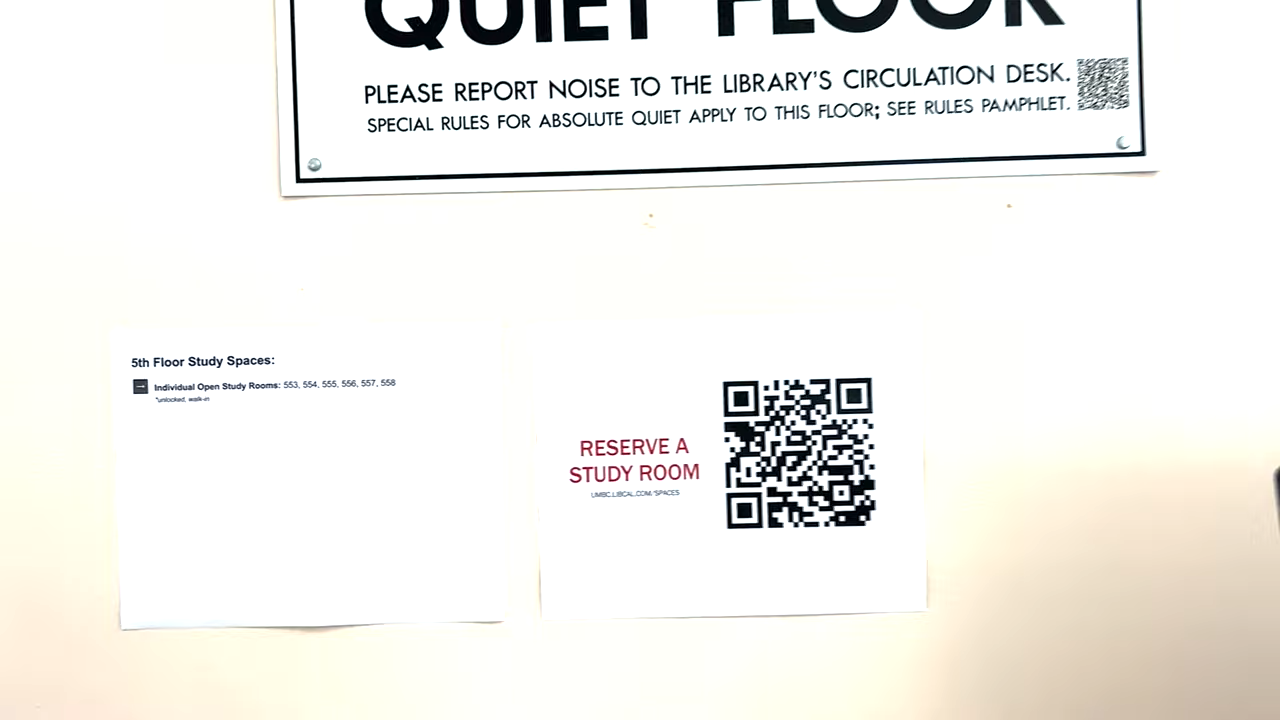 QUIET FLOOR
PLEASE REPORT NOISE TO THE LIBRARY'S CIRCULATION DESK.
SPECIAL RULES FOR ABSOLUTE QUIET APPLY TO THIS FLOOR; SEE RULES PAMPHLET.
5th Floor Study Spaces:
→ Individual Open Study Rooms: 553, 554, 555, 556, 557, 558
*unlocked, walk-in
RESERVE A
STUDY ROOM
UMBC.LIBCAL.COM/SPACES